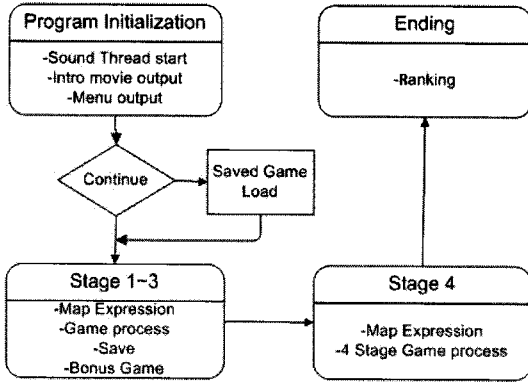 Program Initialization
-Sound Thread start
-Intro movie output
-Menu output
Continue
Saved Game
Load
Stage 1~3
-Map Expression
-Game process
-Save
-Bonus Game
Stage 4
-Map Expression
-4 Stage Game process
Ending
-Ranking